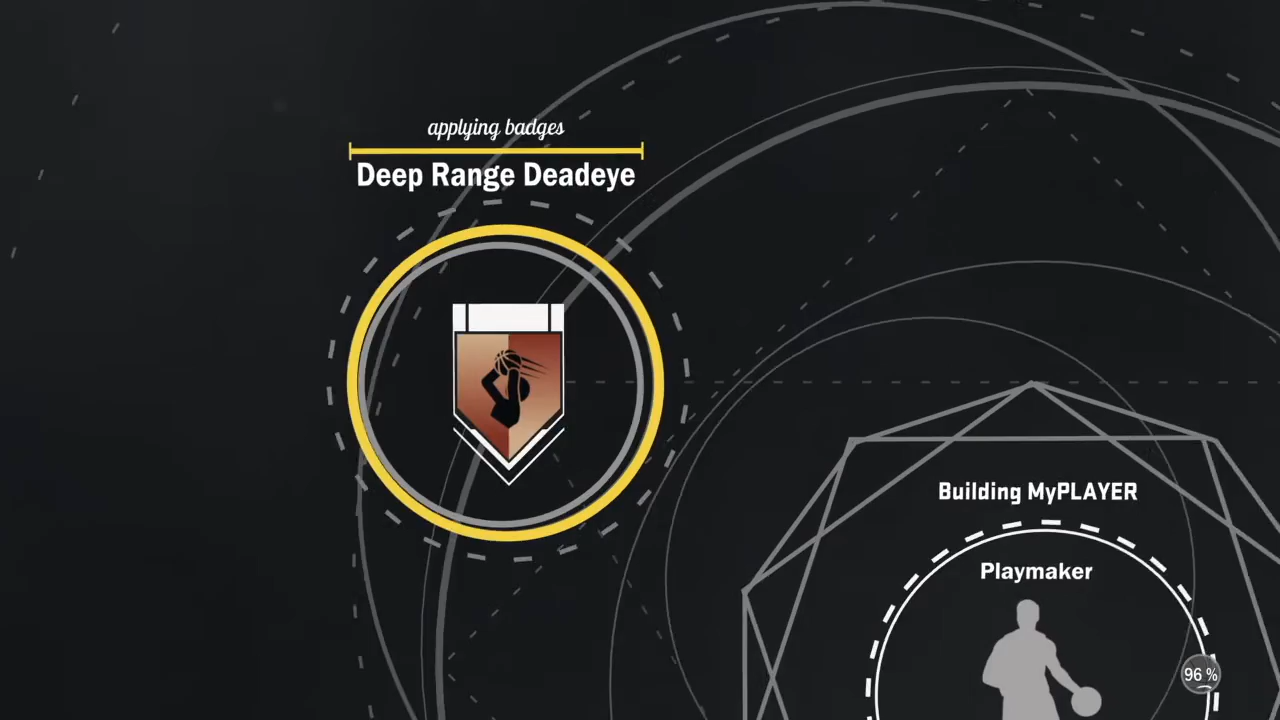 applying badges
Deep Range Deadeye
Building MyPLAYER
Playmaker
96 %